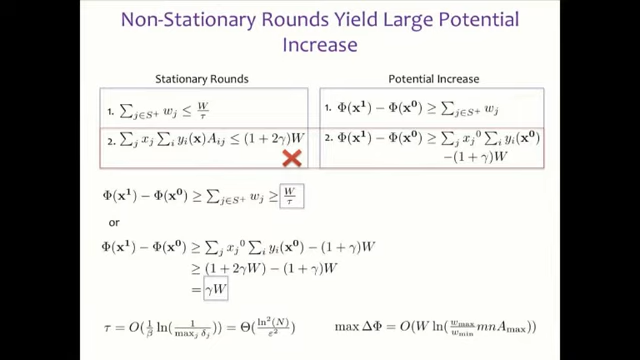 Non-Stationary Rounds Yield Large Potential
Increase
Stationary Rounds
1. ∑_{j∈S⁺} w_j ≤ W/τ
2. ∑_j x_j ∑_i y_i(𝐱)A_{ij} ≤ (1 + 2γ)W
Potential Increase
1. Φ(𝐱¹) − Φ(𝐱⁰) ≥ ∑_{j∈S⁺} w_j
2. Φ(𝐱¹) − Φ(𝐱⁰) ≥ ∑_j x_j⁰ ∑_i y_i(𝐱⁰)
−(1 + γ)W
Φ(𝐱¹) − Φ(𝐱⁰) ≥ ∑_{j∈S⁺} w_j ≥ W/τ
or
Φ(𝐱¹) − Φ(𝐱⁰) ≥ ∑_j x_j⁰ ∑_i y_i(𝐱⁰) − (1 + γ)W
≥ (1 + 2γW) − (1 + γ)W
= γW
τ = O(1/β ln(1/max_j δ_j)) = Θ(ln²(N)/ε²)
max ΔΦ = O(W ln(w_max/w_min mnA_max))